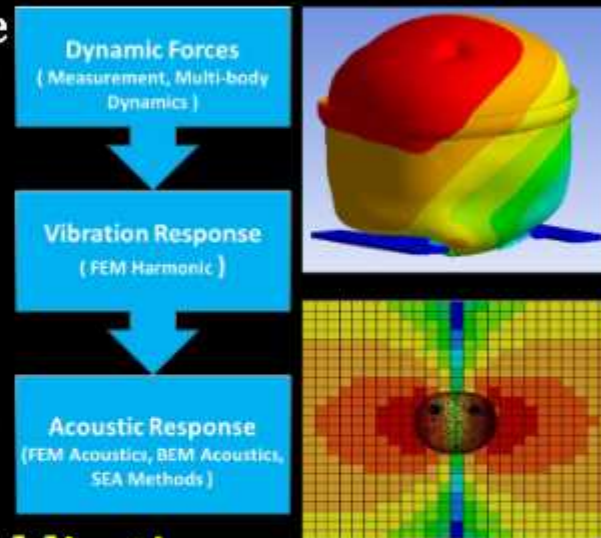 e
Dynamic Forces
( Measurement, Multi-body
Dynamics )
Vibration Response
( FEM Harmonic )
Acoustic Response
(FEM Acoustics, BEM Acoustics,
SEA Methods )